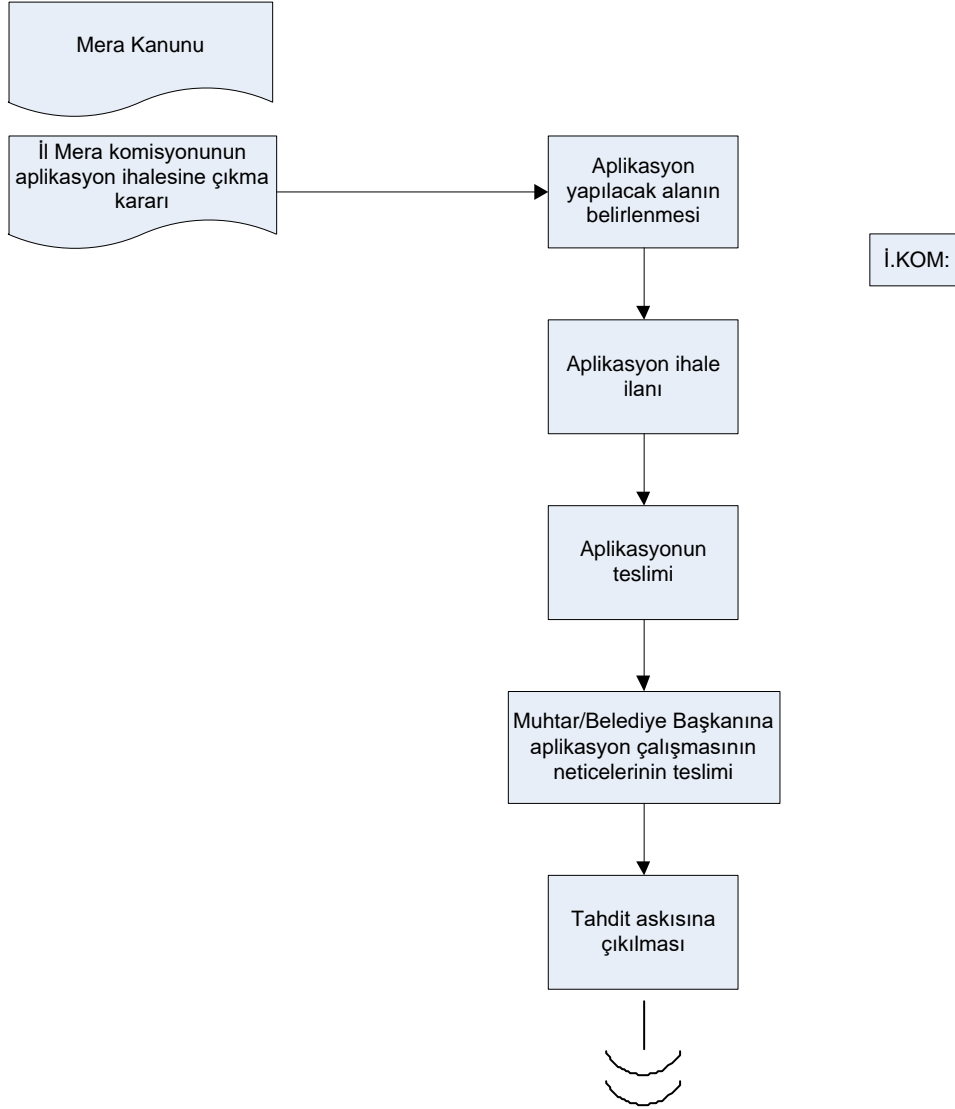 Mera Kanunu
İl Mera komisyonunun
aplikasyon ihalesine çıkma
kararı
Aplikasyon
yapılacak alanın
belirlenmesi
İ.KOM:
Aplikasyon ihale
ilanı
Aplikasyonun
teslimi
Muhtar/Belediye Başkanına
aplikasyon çalışmasının
neticelerinin teslimi
Tahdit askısına
çıkılması